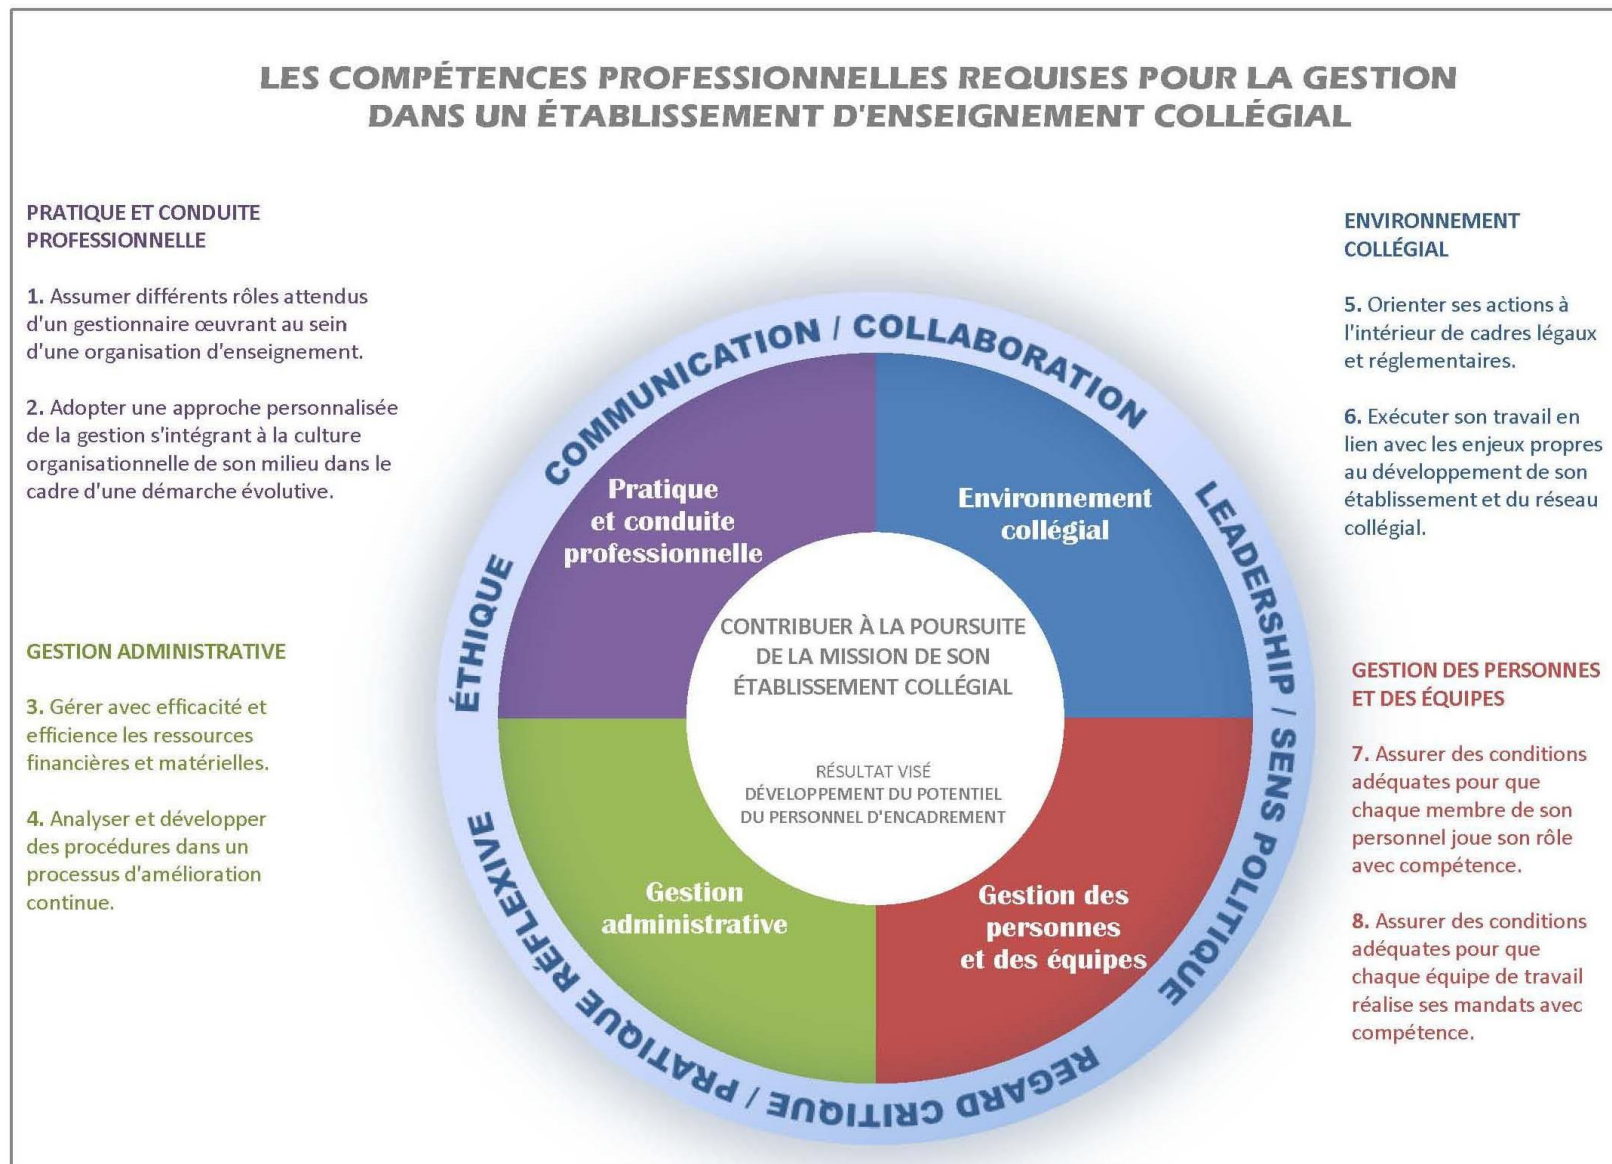 LES COMPÉTENCES PROFESSIONNELLES REQUISES POUR LA GESTION
DANS UN ÉTABLISSEMENT D'ENSEIGNEMENT COLLÉGIAL
PRATIQUE ET CONDUITE
PROFESSIONNELLE
1. Assumer différents rôles attendus
d'un gestionnaire œuvrant au sein
d'une organisation d'enseignement.
2. Adopter une approche personnalisée
de la gestion s'intégrant à la culture
organisationnelle de son milieu dans le
cadre d'une démarche évolutive.
GESTION ADMINISTRATIVE
3. Gérer avec efficacité et
efficience les ressources
financières et matérielles.
4. Analyser et développer
des procédures dans un
processus d'amélioration
continue.
ÉTHIQUE
COMMUNICATION / COLLABORATION
LEADERSHIP / SENS POLITIQUE
REGARD CRITIQUE / PRATIQUE RÉFLEXIVE
Pratique
et conduite
professionnelle
Environnement
collégial
CONTRIBUER À LA POURSUITE
DE LA MISSION DE SON
ÉTABLISSEMENT COLLÉGIAL
RÉSULTAT VISÉ
DÉVELOPPEMENT DU POTENTIEL
DU PERSONNEL D'ENCADREMENT
Gestion
administrative
Gestion des
personnes
et des équipes
ENVIRONNEMENT
COLLÉGIAL
5. Orienter ses actions à
l'intérieur de cadres légaux
et réglementaires.
6. Exécuter son travail en
lien avec les enjeux propres
au développement de son
établissement et du réseau
collégial.
GESTION DES PERSONNES
ET DES ÉQUIPES
7. Assurer des conditions
adéquates pour que
chaque membre de son
personnel joue son rôle
avec compétence.
8. Assurer des conditions
adéquates pour que
chaque équipe de travail
réalise ses mandats avec
compétence.